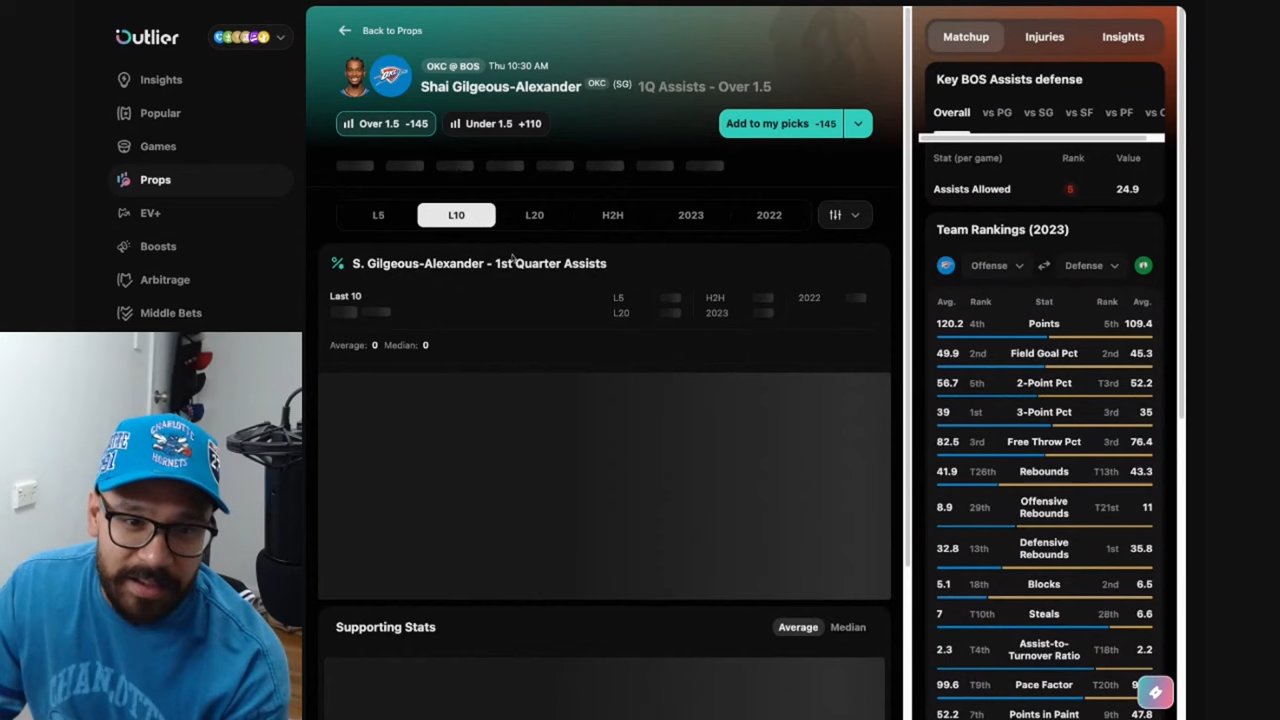 Outlier
Insights
Popular
Games
Props
EV+
Boosts
Arbitrage
Middle Bets
Back to Props
OKC @ BOS Thu 10:30 AM
Shai Gilgeous-Alexander OKC (SG) 1Q Assists - Over 1.5
Over 1.5 -145 Under 1.5 +110
Add to my picks -145
L5 L10 L20 H2H 2023 2022
S. Gilgeous-Alexander - 1st Quarter Assists
Last 10
L5 H2H 2022
L20 2023
Average: 0 Median: 0
Supporting Stats
Average Median
Matchup Injuries Insights
Key BOS Assists defense
Overall vs PG vs SG vs SF vs PF vs C
Stat (per game) Rank Value
Assists Allowed 5 24.9
Team Rankings (2023)
Offense Defense
Avg. Rank Stat Rank Avg.
120.2 4th Points 5th 109.4
49.9 2nd Field Goal Pct 2nd 45.3
56.7 5th 2-Point Pct T3rd 52.2
39 1st 3-Point Pct 3rd 35
82.5 3rd Free Throw Pct 3rd 76.4
41.9 T26th Rebounds T13th 43.3
8.9 29th Offensive Rebounds T21st 11
32.8 13th Defensive Rebounds 1st 35.8
5.1 18th Blocks 2nd 6.5
7 T10th Steals 28th 6.6
2.3 T4th Assist-to-Turnover Ratio T18th 2.2
99.6 T9th Pace Factor T20th
52.2 7th Points in Paint 9th 47.8
CHARLOTTE
HORNETS